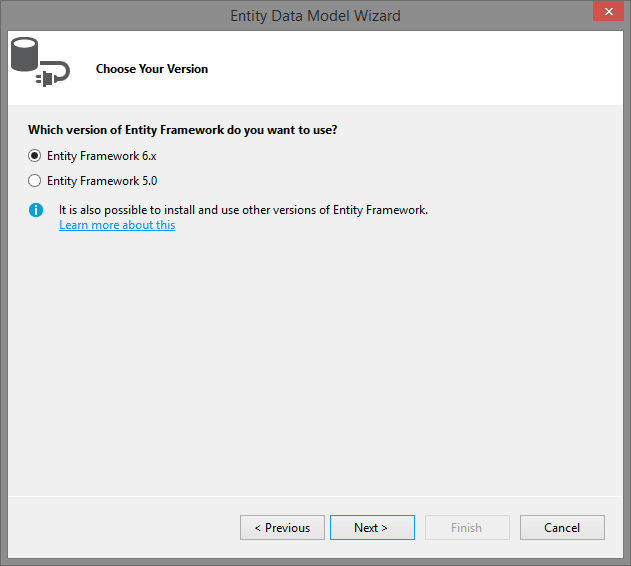 Entity Data Model Wizard
Choose Your Version
Which version of Entity Framework do you want to use?
Entity Framework 6.x
Entity Framework 5.0
It is also possible to install and use other versions of Entity Framework.
Learn more about this
< Previous
Next >
Finish
Cancel